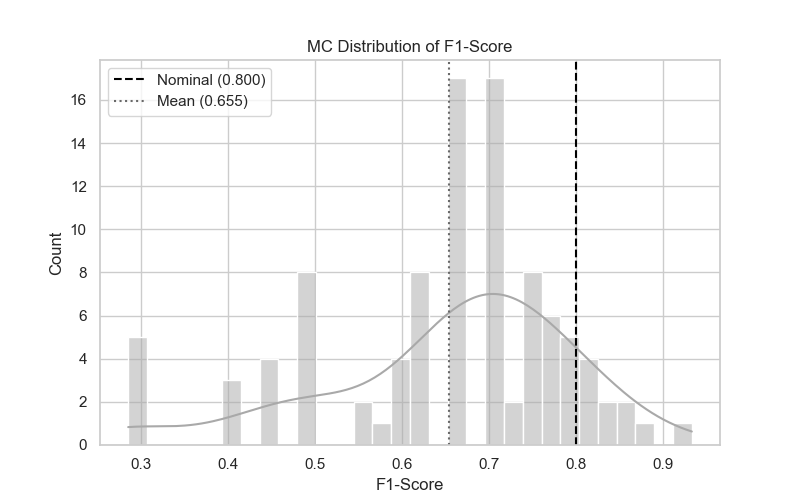 MC Distribution of F1-Score
Nominal (0.800)
Mean (0.655)
Count
16
14
12
10
8
6
4
2
0
0.3 0.4 0.5 0.6 0.7 0.8 0.9
F1-Score